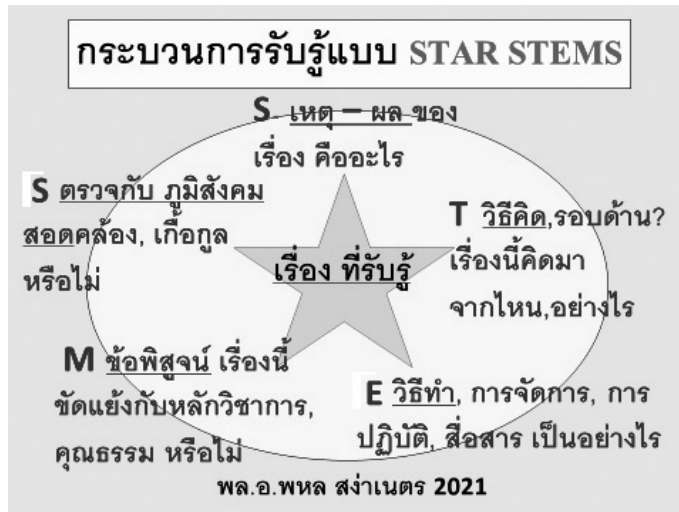 กระบวนการรับรู้แบบ STAR STEMS
S. เหตุ – ผล ของ
เรื่อง คืออะไร
S ตรวจกับ ภูมิสังคม
สอดคล้อง, เกื้อกูล
หรือไม่
T วิธีคิด,รอบด้าน?
เรื่องนี้คิดมา
จากไหน,อย่างไร
เรื่อง ที่รับรู้
M ข้อพิสูจน์ เรื่องนี้
ขัดแย้งกับหลักวิชาการ,
คุณธรรม หรือไม่
E วิธีทำ, การจัดการ, การ
ปฏิบัติ, สื่อสาร เป็นอย่างไร
พล.อ.พหล สง่าเนตร 2021